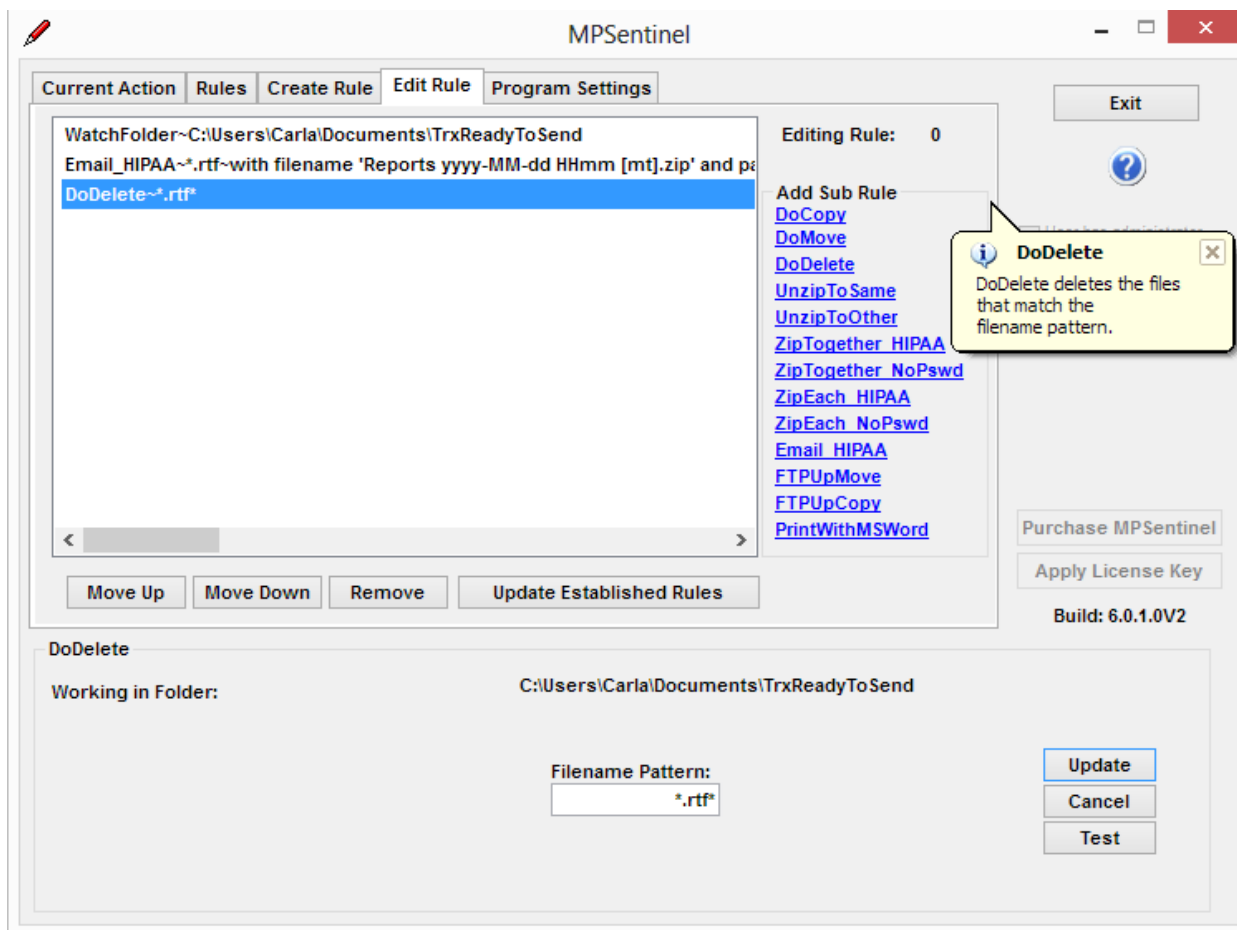 MPSentinel
Current Action Rules Create Rule Edit Rule Program Settings
Exit
WatchFolder~C:\Users\Carla\Documents\TrxReadyToSend
Email_HIPAA~*.rtf~with filename 'Reports yyyy-MM-dd HHmm [mt].zip' and pa
DoDelete~*.rtf*
Editing Rule: 0
Add Sub Rule
DoCopy
DoMove
DoDelete
UnzipToSame
UnzipToOther
ZipTogether_HIPAA
ZipTogether_NoPswd
ZipEach_HIPAA
ZipEach_NoPswd
Email_HIPAA
FTPUpMove
FTPUpCopy
PrintWithMSWord
DoDelete
DoDelete deletes the files
that match the
filename pattern.
Purchase MPSentinel
Apply License Key
Build: 6.0.1.0V2
Move Up Move Down Remove Update Established Rules
DoDelete
Working in Folder: C:\Users\Carla\Documents\TrxReadyToSend
Filename Pattern:
*.rtf*
Update
Cancel
Test